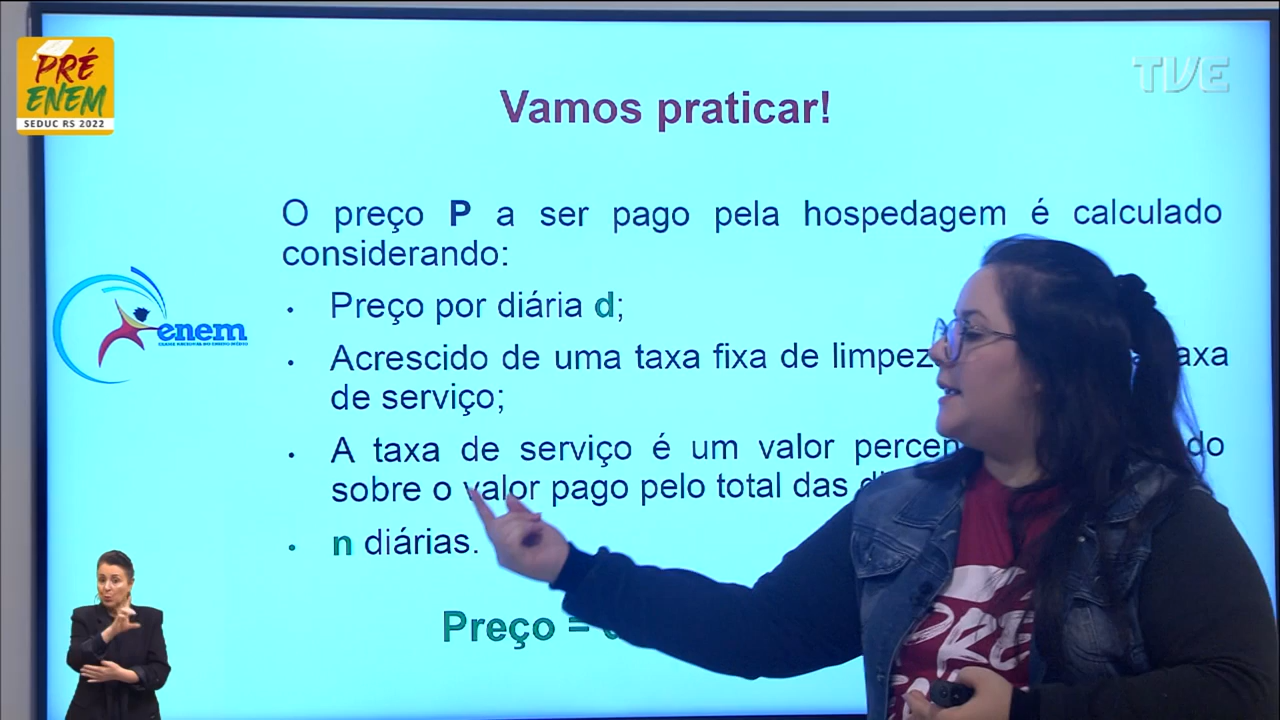 PRÉ
ENEM
SEDUC RS 2022
TVE
Vamos praticar!
O preço P a ser pago pela hospedagem é calculado
considerando:
• Preço por diária d;
• Acrescido de uma taxa fixa de
de serviço;
• A taxa de serviço é um valor
sobre o valor pago pelo total das
• n diárias.
Preço =
enem